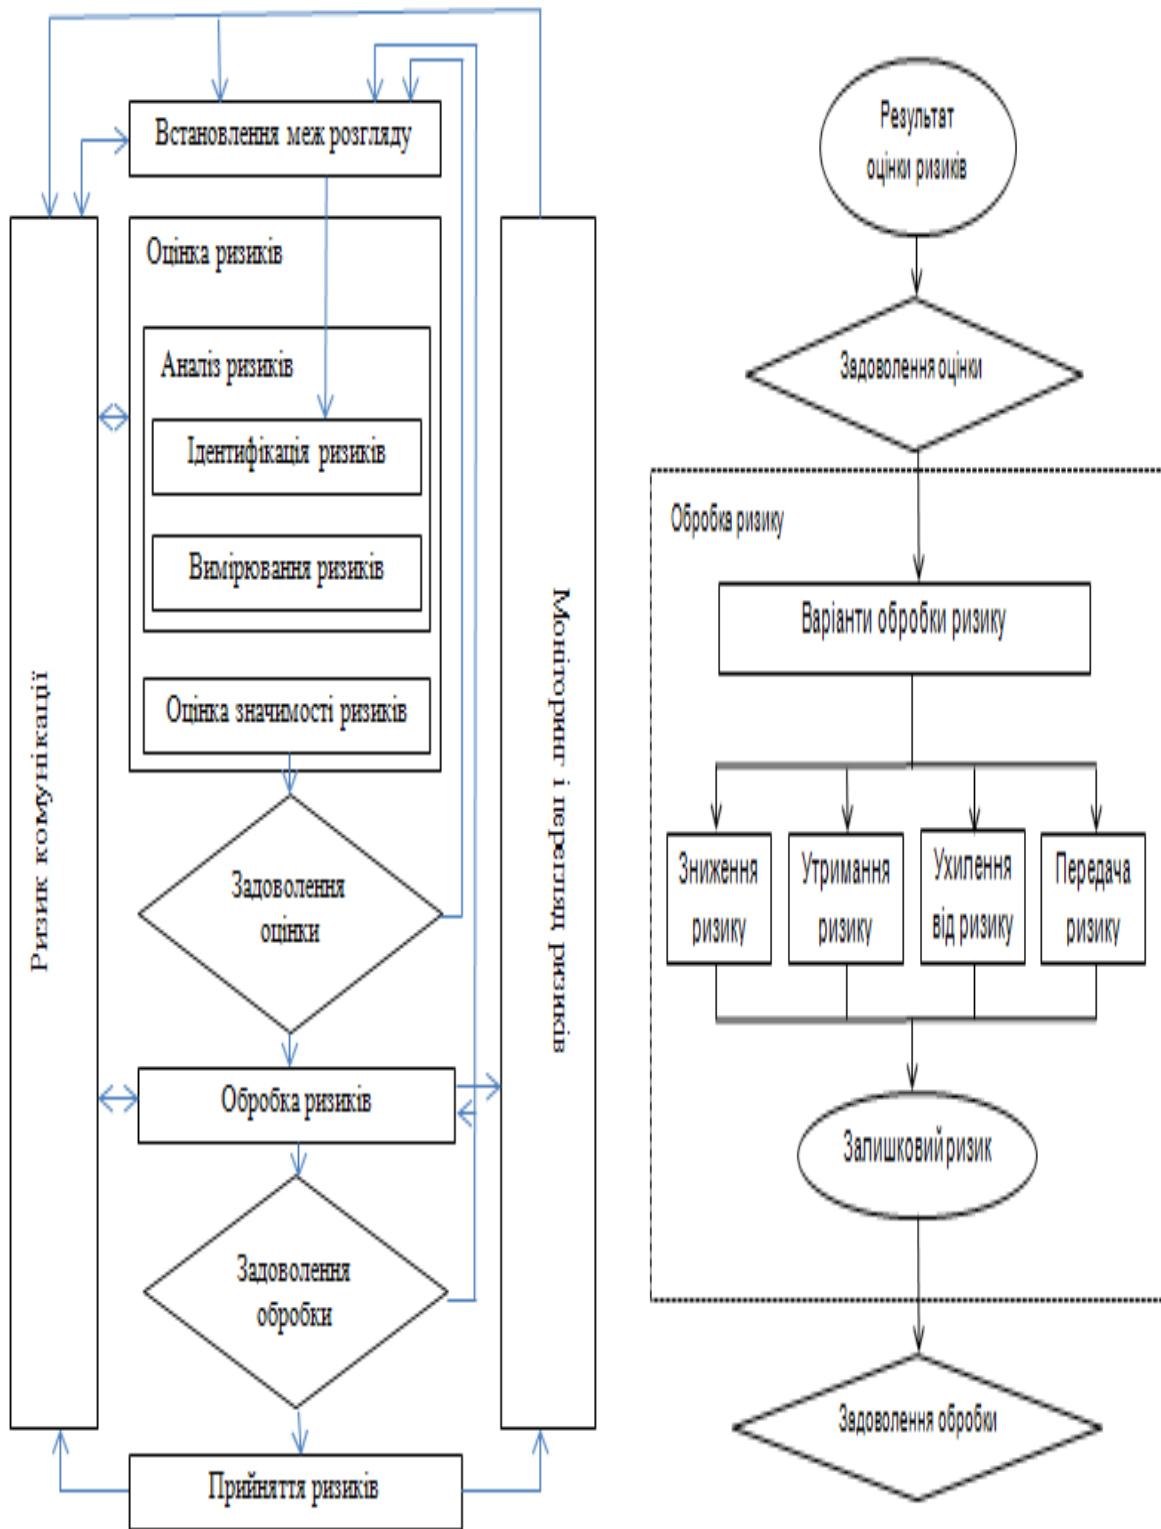 Встановлення меж розгляду
Оцінка ризиків
Аналіз ризиків
Ідентифікація ризиків
Вимірювання ризиків
Оцінка значимості ризиків
Задоволення
оцінки
Обробка ризиків
Задоволення
обробки
Прийняття ризиків
Ризик комунікації
Моніторинг і перегляд ризиків
Результат
оцінки ризиків
Задоволення оцінки
Обробка ризику
Варіанти обробки ризику
Зниження
ризику
Утримання
ризику
Ухилення
від ризику
Передача
ризику
Залишковий ризик
Задоволення обробки